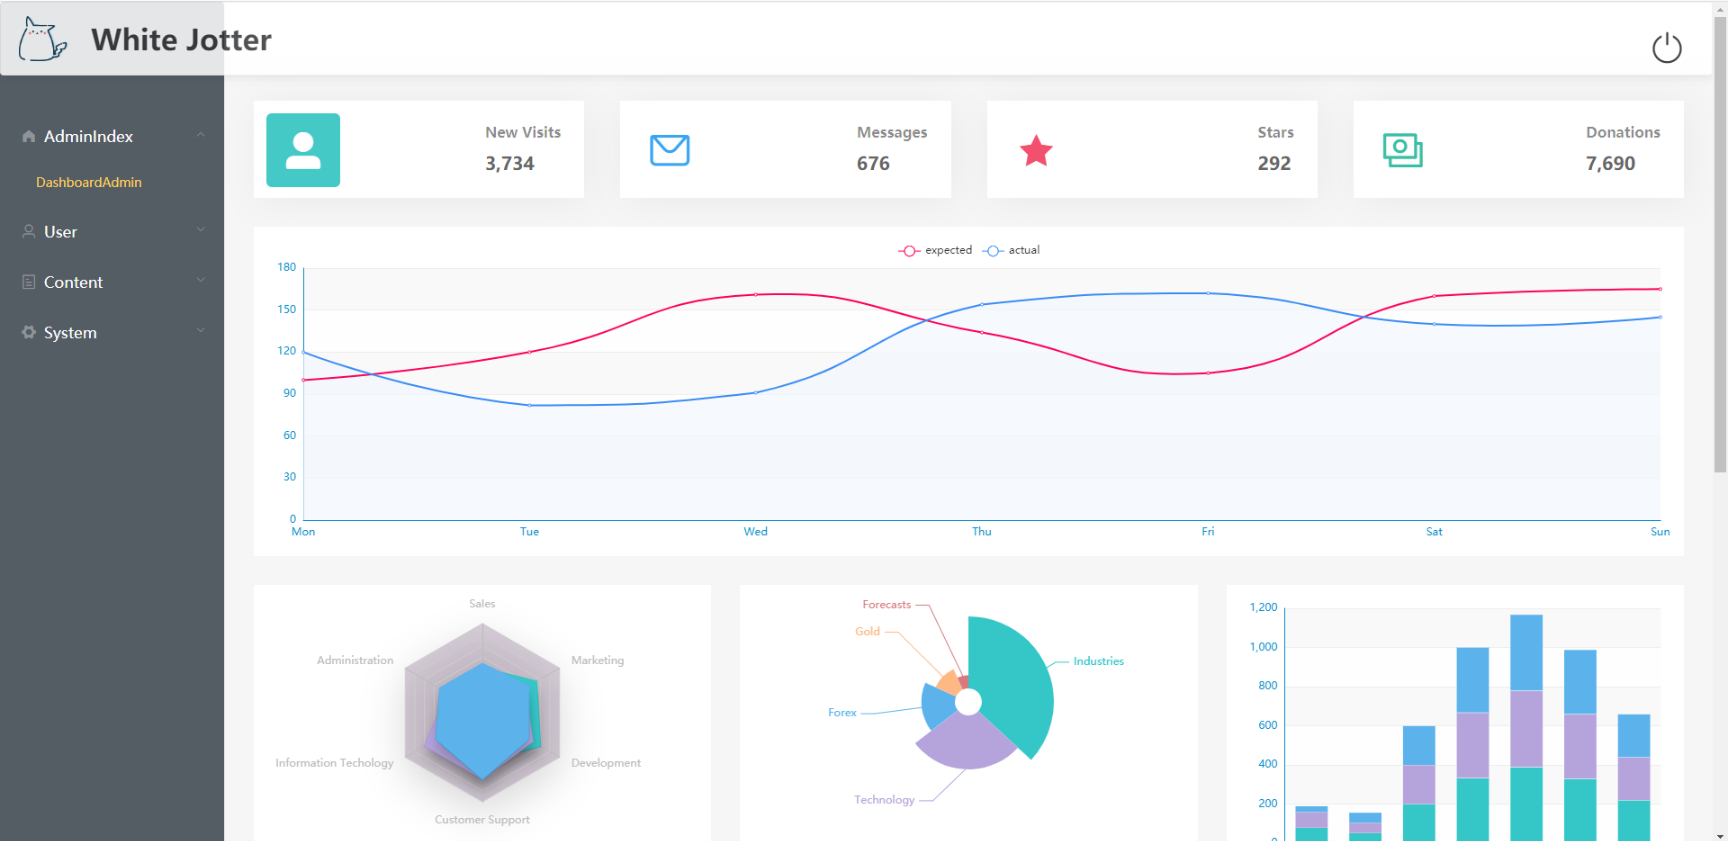 White Jotter
AdminIndex
DashboardAdmin
User
Content
System
New Visits
3,734
Messages
676
Stars
292
Donations
7,690
expected actual
180
150
120
90
60
30
0
Mon Tue Wed Thu Fri Sat Sun
Sales
Administration Marketing
Information Techology Development
Customer Support
Forecasts
Gold
Industries
Forex
Technology
1,200
1,000
800
600
400
200
0